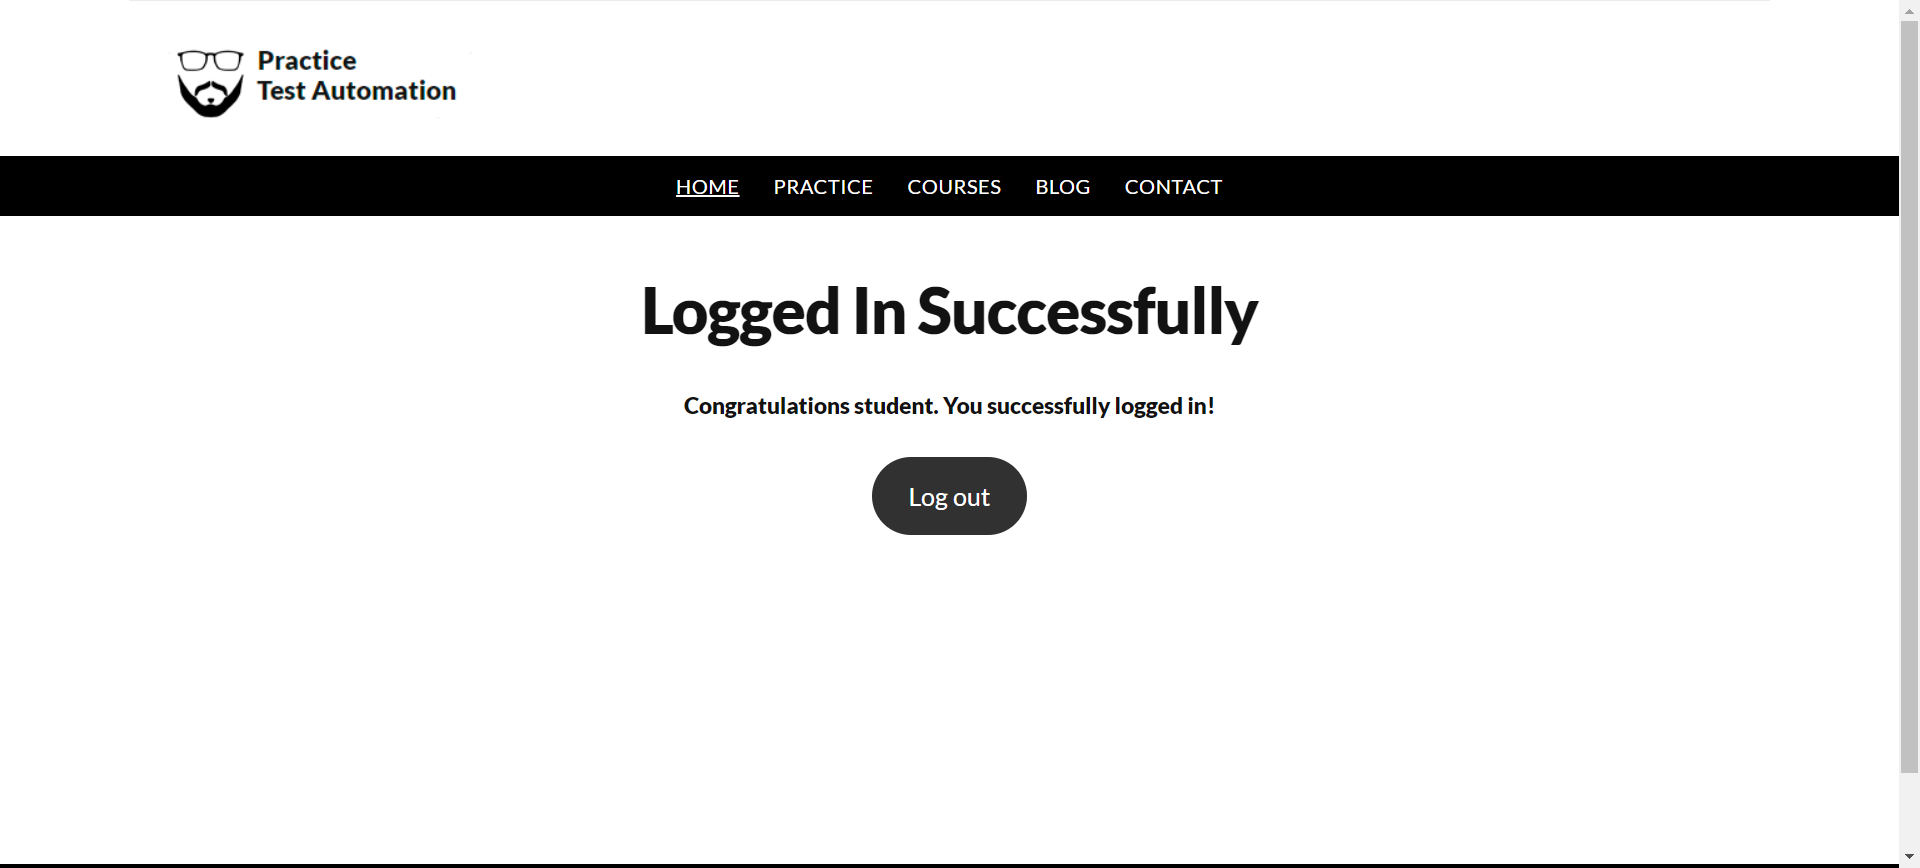 Practice
Test Automation
HOME PRACTICE COURSES BLOG CONTACT
Logged In Successfully
Congratulations student. You successfully logged in!
Log out